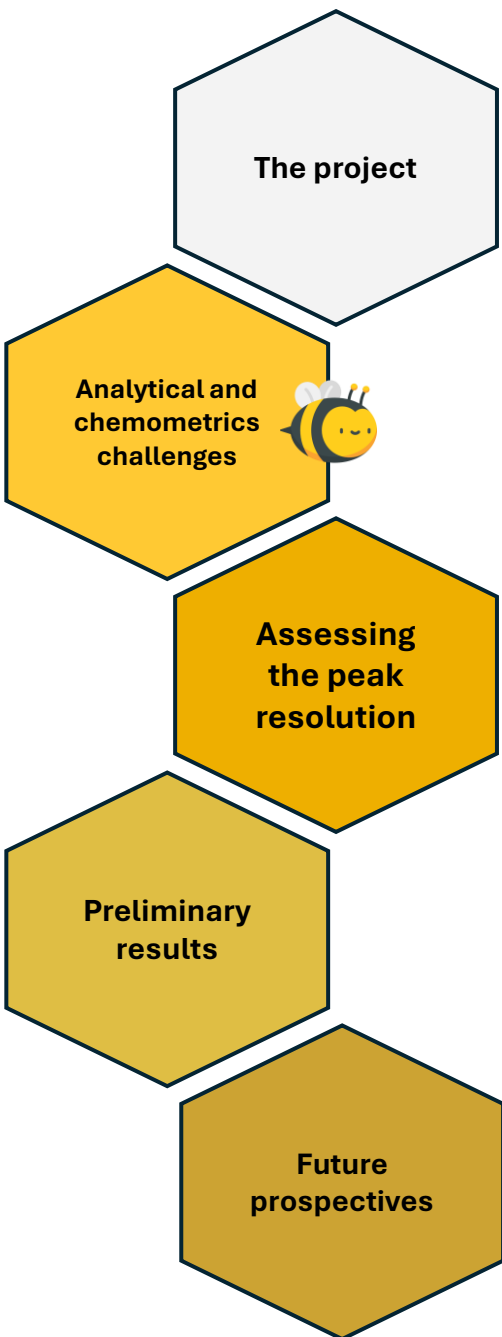 The project
Analytical and
chemometrics
challenges
Assessing
the peak
resolution
Preliminary
results
Future
prospectives